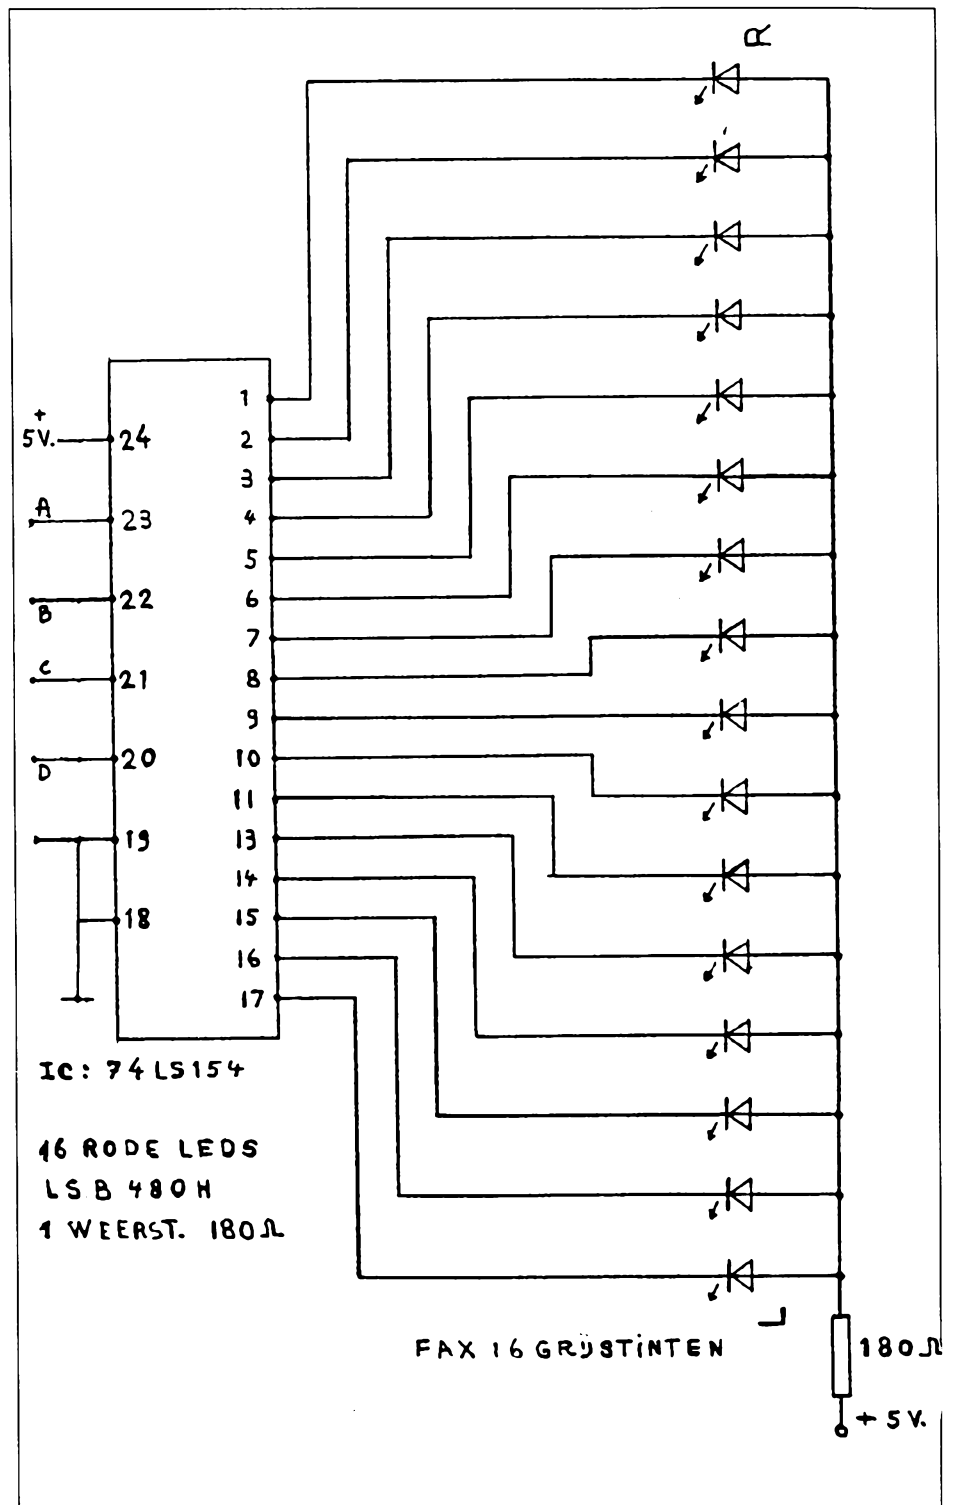 R
1
+
5V. 24 2
3
A 23 4
5
B 22 6
7
C 21 8
9
D 20 10
11
19 13
14
18 15
16
17
IC: 74LS154
16 RODE LEDS
LSB 480H
1 WEERST. 180Ω
L
FAX 16 GRIJSTINTEN 180Ω
+ 5V.